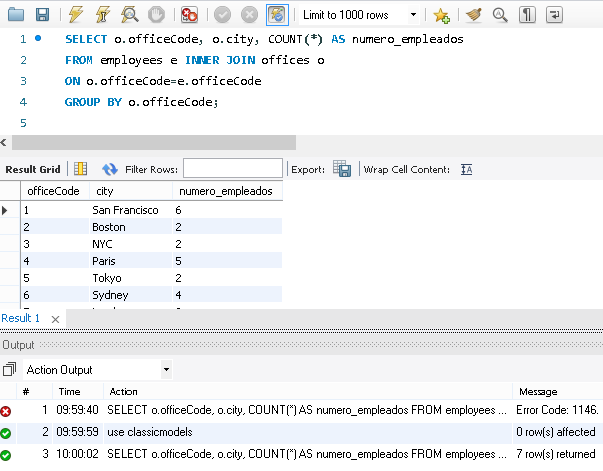 Limit to 1000 rows
1 SELECT o.officeCode, o.city, COUNT(*) AS numero_empleados
2 FROM employees e INNER JOIN offices o
3 ON o.officeCode=e.officeCode
4 GROUP BY o.officeCode;
5
Result Grid Filter Rows: Export: Wrap Cell Content: IA
officeCode city numero_empleados
1 San Francisco 6
2 Boston 2
3 NYC 2
4 Paris 5
5 Tokyo 2
6 Sydney 4
Result 1
Output
Action Output
# Time Action Message
1 09:59:40 SELECT o.officeCode, o.city, COUNT(*) AS numero_empleados FROM employees ... Error Code: 1146.
2 09:59:59 use classicmodels 0 row(s) affected
3 10:00:02 SELECT o.officeCode, o.city, COUNT(*) AS numero_empleados FROM employees ... 7 row(s) returned